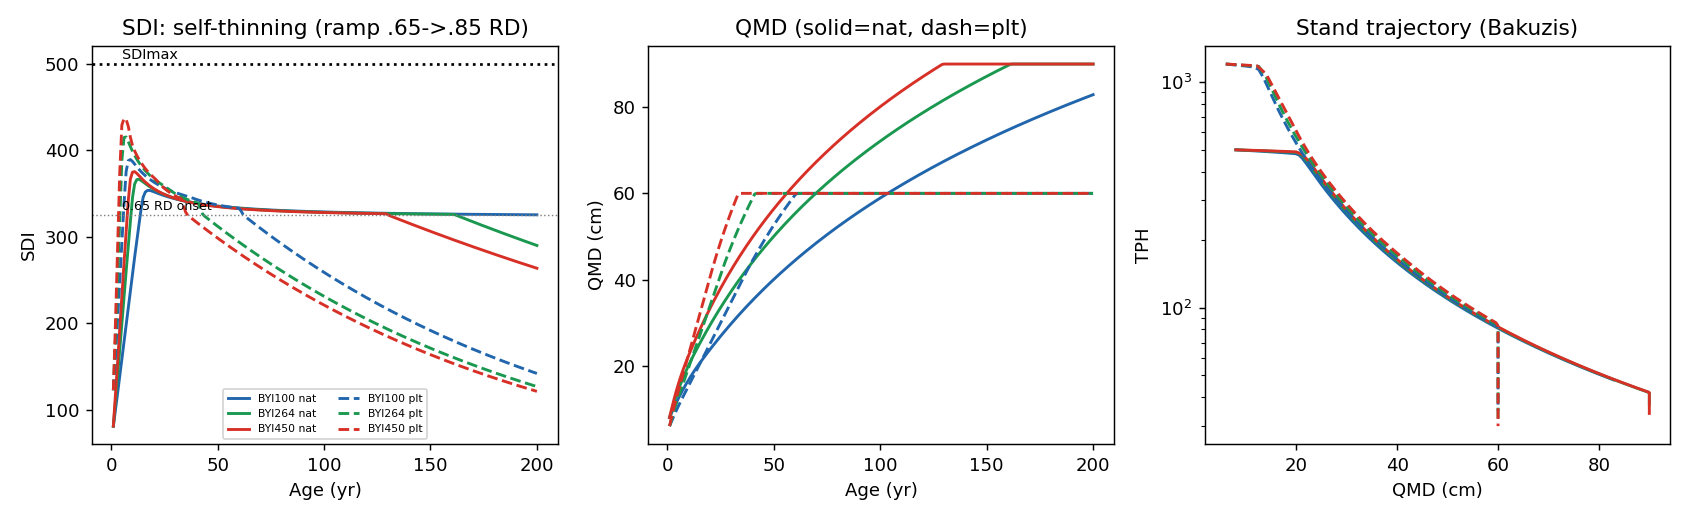 SDI: self-thinning (ramp .65->.85 RD)
SDImax
0.65 RD onset
SDI
500
400
300
200
100
0
50
100
150
200
Age (yr)
BYI100 nat
BYI264 nat
BYI450 nat
BYI100 plt
BYI264 plt
BYI450 plt
QMD (solid=nat, dash=plt)
QMD (cm)
80
60
40
20
0
50
100
150
200
Age (yr)
Stand trajectory (Bakuzis)
TPH
10³
10²
20
40
60
80
QMD (cm)